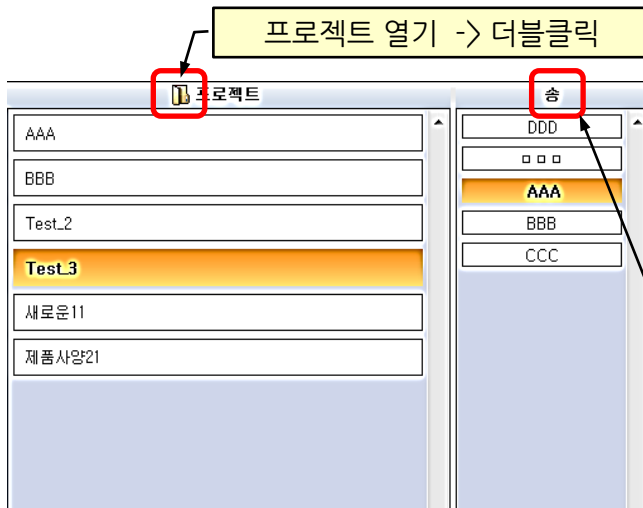 프로젝트 열기 -> 더블클릭
프로젝트
송
AAA
BBB
Test_2
Test_3
새로운11
제품사양21
DDD
ㅁㅁㅁ
AAA
BBB
CCC